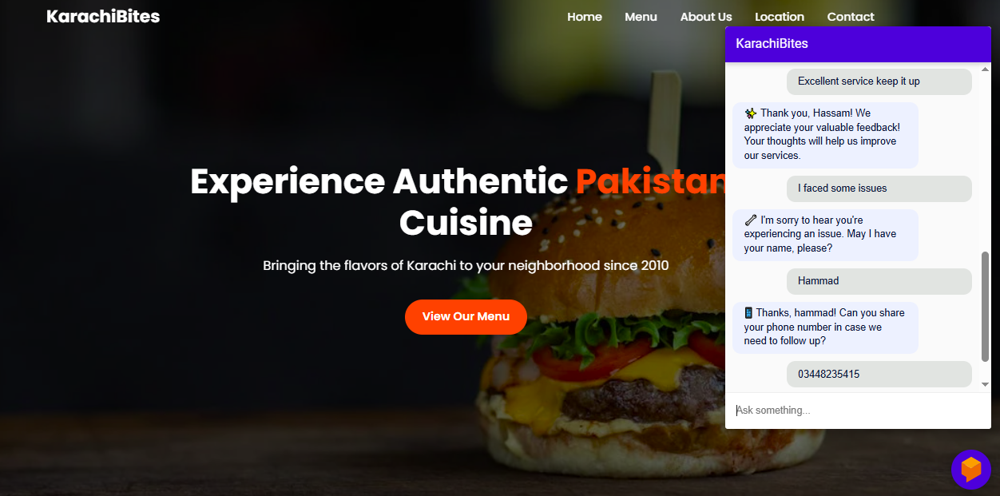 KarachiBites
Home Menu About Us Location Contact
Experience Authentic Pakistan
Cuisine
Bringing the flavors of Karachi to your neighborhood since 2010
View Our Menu
KarachiBites
Excellent service keep it up
✨ Thank you, Hassam! We
appreciate your valuable feedback!
Your thoughts will help us improve
our services.
I faced some issues
🔧 I'm sorry to hear you're
experiencing an issue. May I have
your name, please?
Hammad
📱 Thanks, hammad! Can you share
your phone number in case we
need to follow up?
03448235415
Ask something...